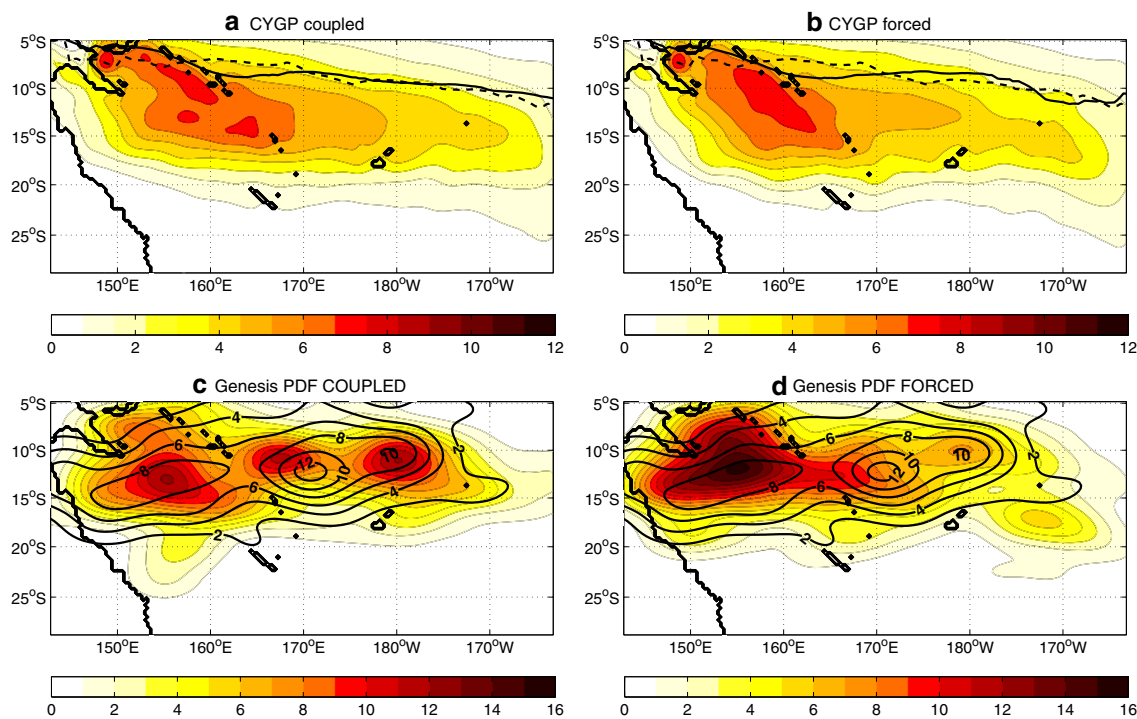 a CYGP coupled
b CYGP forced
5°S
10°S
15°S
20°S
25°S
150°E 160°E 170°E 180°W 170°W
0 2 4 6 8 10 12
5°S
10°S
15°S
20°S
25°S
150°E 160°E 170°E 180°W 170°W
0 2 4 6 8 10 12
c Genesis PDF COUPLED
d Genesis PDF FORCED
5°S
10°S
15°S
20°S
25°S
4 6 8 2 12 10 10 8 6 4 2
150°E 160°E 170°E 180°W 170°W
0 2 4 6 8 10 12 14 16
5°S
10°S
15°S
20°S
25°S
4 6 8 2 10 10 12 8 6 4 2
150°E 160°E 170°E 180°W 170°W
0 2 4 6 8 10 12 14 16